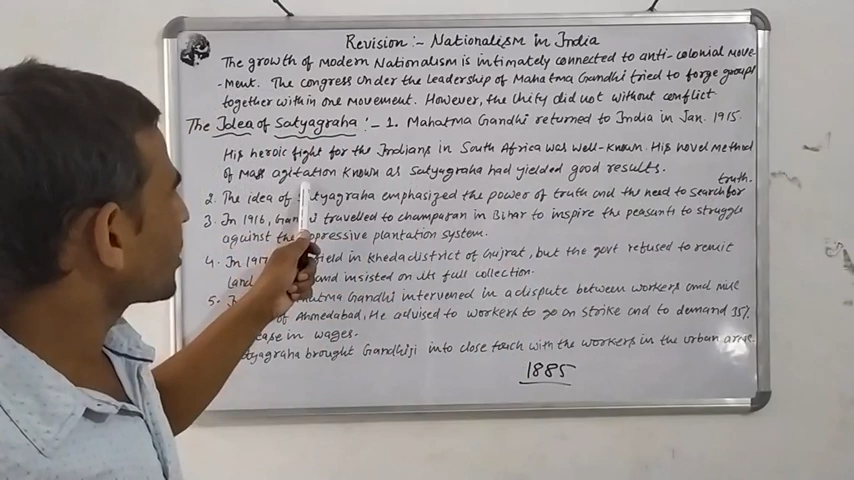 Revision :- Nationalism in India
The growth of modern Nationalism is intimately connected to anti-colonial move-
-ment. The congress under the leadership of Mahatma Gandhi tried to forge groups
together within one movement. However, the Unity did not without conflict.
The Idea of Satyagraha :- 1. Mahatma Gandhi returned to India in Jan. 1915.
His heroic fight for the Indians in South Africa was well-known. His novel method
of Mass agitation known as Satyagraha had yielded good results.
2. The idea of tyagraha emphasized the power of truth and the need to search for truth.
3. In 1916, Gan i travelled to champaran in Bihar to inspire the peasants to struggle
against the oppressive plantation system.
4. In 191 field in Kheda district of Gujrat, but the govt refused to remit
land and insisted on its full collection.
5. hatma Gandhi intervened in a dispute between workers and mill
of Ahmedabad, He advised to workers to go on strike and to demand 35%
ease in wages.
tyagraha brought Gandhiji into close touch with the workers in the urban areas.
1885